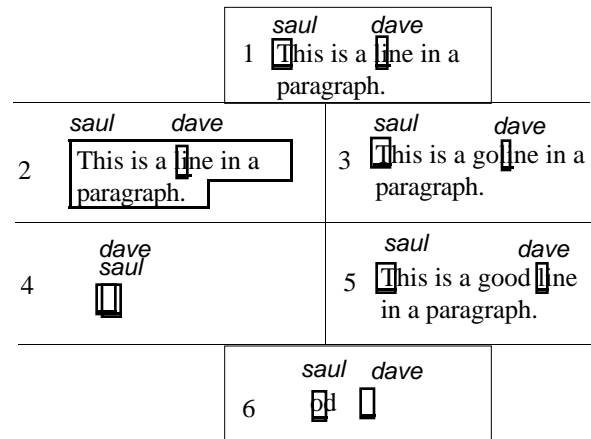 saul dave
1 This is a line in a
paragraph.
saul dave
2 This is a line in a
paragraph.
saul dave
3 This is a goline in a
paragraph.
dave
saul
4
saul dave
5 This is a good line
in a paragraph.
saul dave
6 od